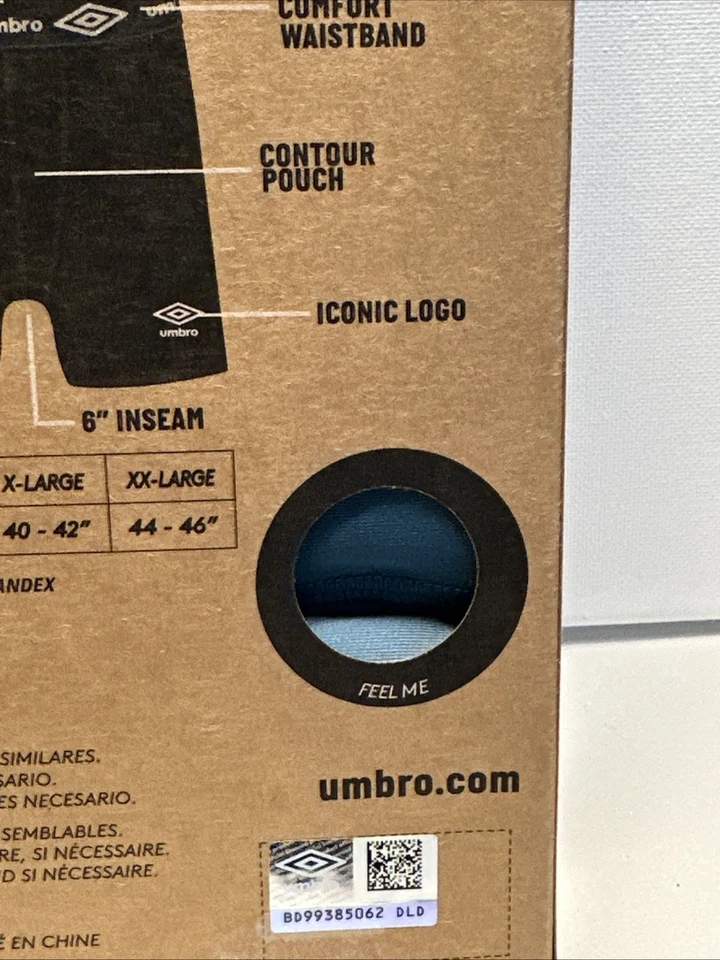 umbro
COMFORT
WAISTBAND
CONTOUR
POUCH
ICONIC LOGO
umbro
6" INSEAM
X-LARGE XX-LARGE
40 - 42" 44 - 46"
ANDEX
FEEL ME
SIMILARES.
SARIO.
ES NECESARIO.
umbro.com
SEMBLABLES.
RE, SI NÉCESSAIRE.
D SI NÉCESSAIRE.
BD99385062 DLD
É EN CHINE